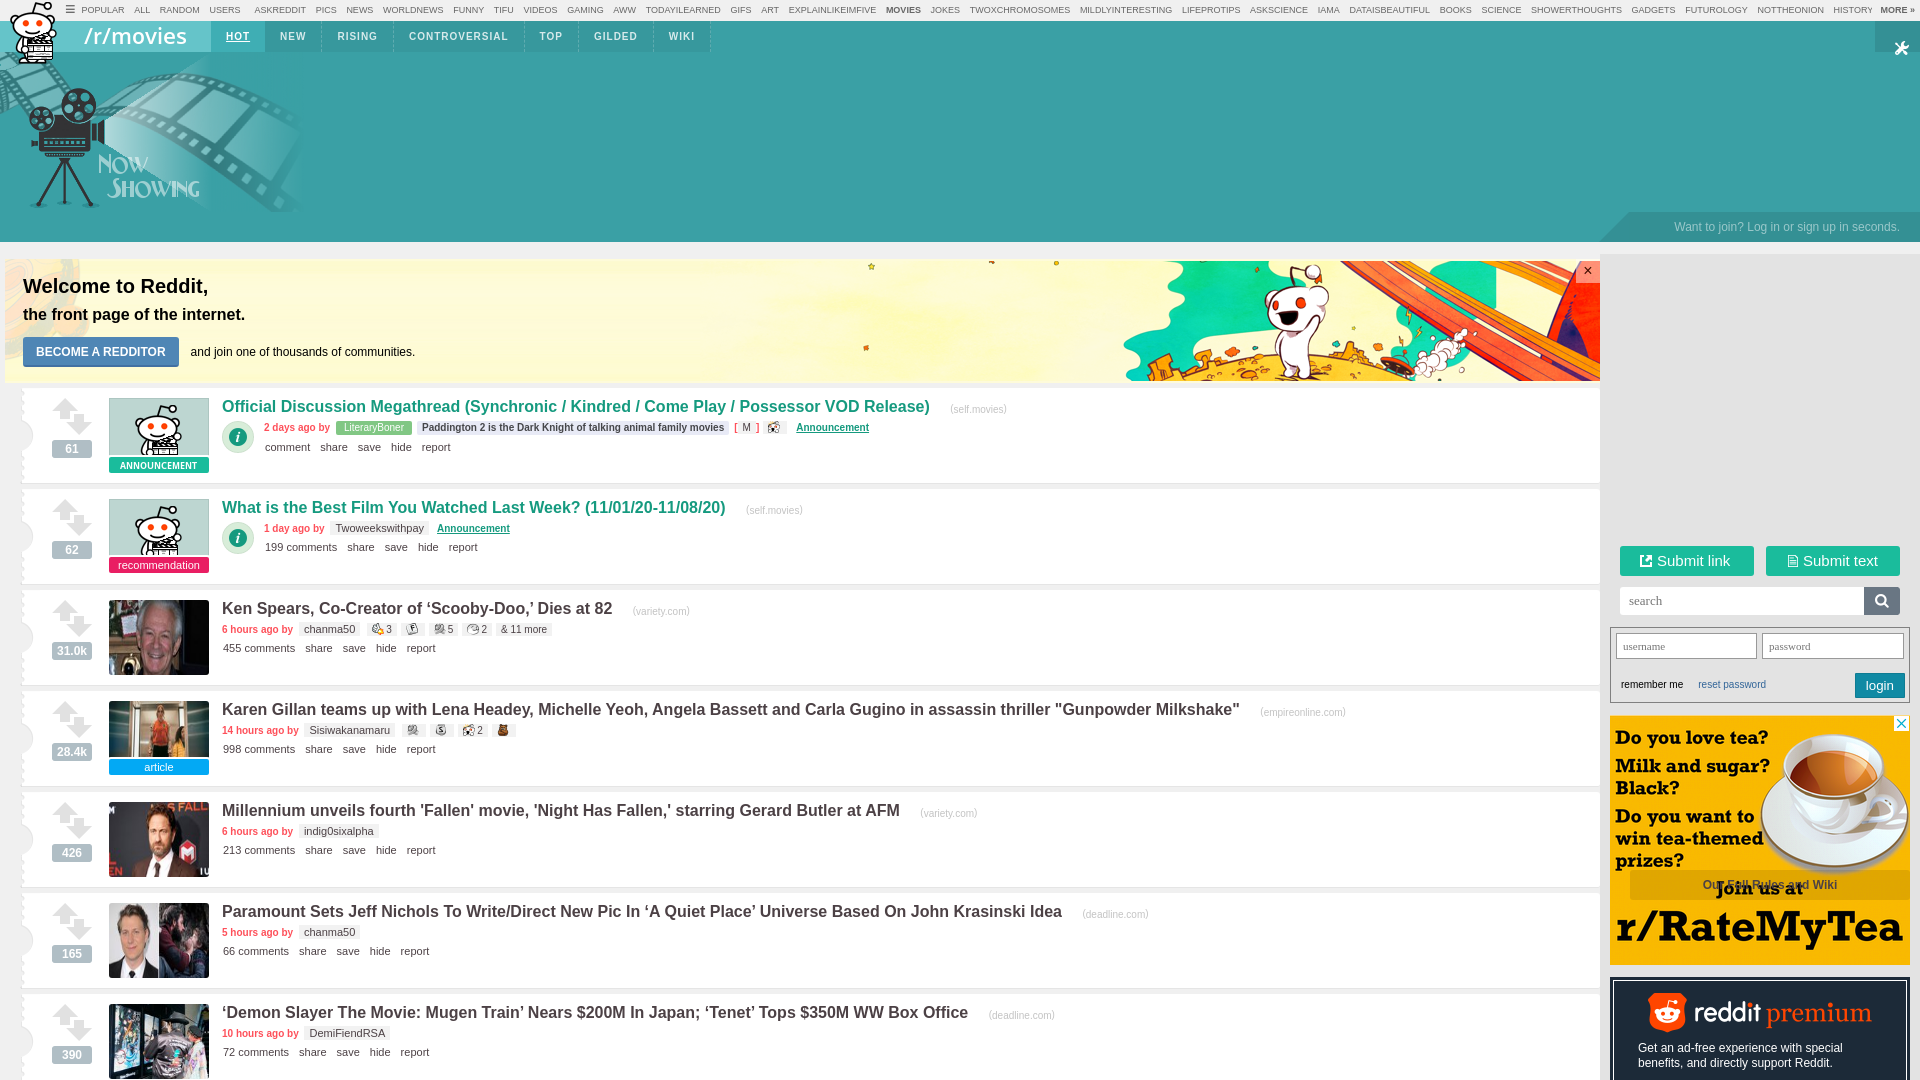 POPULAR ALL RANDOM USERS ASKREDDIT PICS NEWS WORLDNEWS FUNNY TIFU VIDEOS GAMING AWW TODAYILEARNED GIFS ART EXPLAINLIKEIMFIVE MOVIES JOKES TWOXCHROMOSOMES MILDLYINTERESTING LIFEPROTIPS ASKSCIENCE IAMA DATAISBEAUTIFUL BOOKS SCIENCE SHOWERTHOUGHTS GADGETS FUTUROLOGY NOTTHEONION HISTORY MORE »
/r/movies HOT NEW RISING CONTROVERSIAL TOP GILDED WIKI
NOW
SHOWING
Want to join? Log in or sign up in seconds.
Welcome to Reddit,
the front page of the internet.
BECOME A REDDITOR and join one of thousands of communities.
×
Official Discussion Megathread (Synchronic / Kindred / Come Play / Possessor VOD Release) (self.movies)
2 days ago by LiteraryBoner Paddington 2 is the Dark Knight of talking animal family movies [ M ] Announcement
61
comment share save hide report
ANNOUNCEMENT
What is the Best Film You Watched Last Week? (11/01/20-11/08/20) (self.movies)
1 day ago by Twoweekswithpay Announcement
62
199 comments share save hide report
recommendation
Ken Spears, Co-Creator of ‘Scooby-Doo,’ Dies at 82 (variety.com)
6 hours ago by chanma50 3 5 2 & 11 more
31.0k
455 comments share save hide report
Karen Gillan teams up with Lena Headey, Michelle Yeoh, Angela Bassett and Carla Gugino in assassin thriller "Gunpowder Milkshake" (empireonline.com)
14 hours ago by Sisiwakanamaru 2
28.4k
998 comments share save hide report
article
Millennium unveils fourth 'Fallen' movie, 'Night Has Fallen,' starring Gerard Butler at AFM (variety.com)
6 hours ago by indig0sixalpha
426
213 comments share save hide report
Paramount Sets Jeff Nichols To Write/Direct New Pic In ‘A Quiet Place’ Universe Based On John Krasinski Idea (deadline.com)
5 hours ago by chanma50
165
66 comments share save hide report
‘Demon Slayer The Movie: Mugen Train’ Nears $200M In Japan; ‘Tenet’ Tops $350M WW Box Office (deadline.com)
10 hours ago by DemiFiendRSA
390
72 comments share save hide report
Submit link Submit text
search
username password
remember me reset password login
Do you love tea?
Milk and sugar?
Black?
Do you want to
win tea-themed
prizes?
Join us at
Our Full Rules and Wiki
r/RateMyTea
reddit premium
Get an ad-free experience with special
benefits, and directly support Reddit.